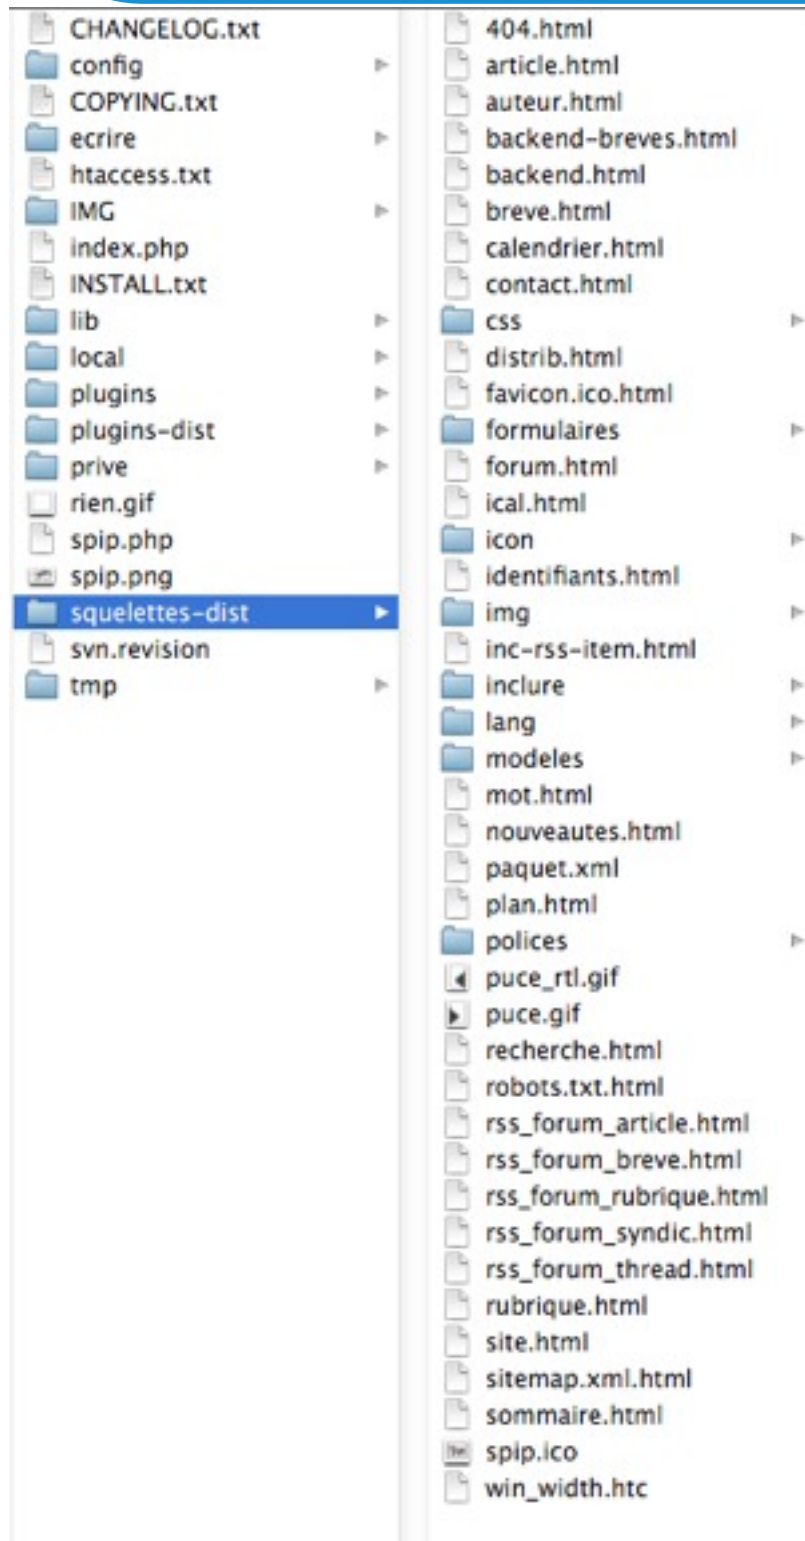 CHANGELOG.txt
config
COPYING.txt
ecrire
htaccess.txt
IMG
index.php
INSTALL.txt
lib
local
plugins
plugins-dist
prive
rien.gif
spip.php
spip.png
squelettes-dist
svn.revision
tmp
404.html
article.html
auteur.html
backend-breves.html
backend.html
breve.html
calendrier.html
contact.html
css
distrib.html
favicon.ico.html
formulaires
forum.html
ical.html
icon
identifiants.html
img
inc-rss-item.html
inclure
lang
modeles
mot.html
nouveautes.html
paquet.xml
plan.html
polices
puce_rtl.gif
puce.gif
recherche.html
robots.txt.html
rss_forum_article.html
rss_forum_breve.html
rss_forum_rubrique.html
rss_forum_syndic.html
rss_forum_thread.html
rubrique.html
site.html
sitemap.xml.html
sommaire.html
spip.ico
win_width.htc